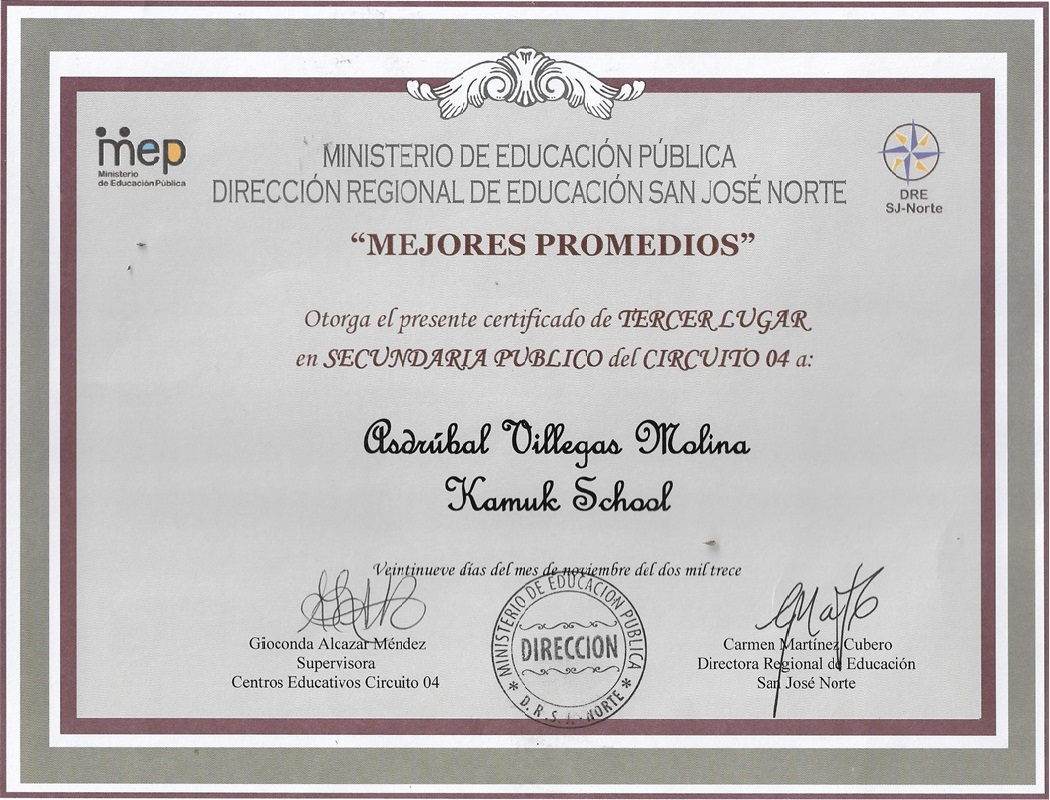 mep
Ministerio
de Educación Pública
DRE
SJ-Norte
MINISTERIO DE EDUCACIÓN PÚBLICA
DIRECCIÓN REGIONAL DE EDUCACIÓN SAN JOSÉ NORTE
“MEJORES PROMEDIOS”
Otorga el presente certificado de TERCER LUGAR
en SECUNDARIA PUBLICO del CIRCUITO 04 a:
Asdrúbal Villegas Molina
Kamuk School
Veintinueve días del mes de noviembre del dos mil trece
Gioconda Alcazar Méndez
Supervisora
Centros Educativos Circuito 04
MINISTERIO DE EDUCACION PUBLICA
DIRECCION
* D.R.S.J.-NORTE *
Carmen Martínez Cubero
Directora Regional de Educación
San José Norte